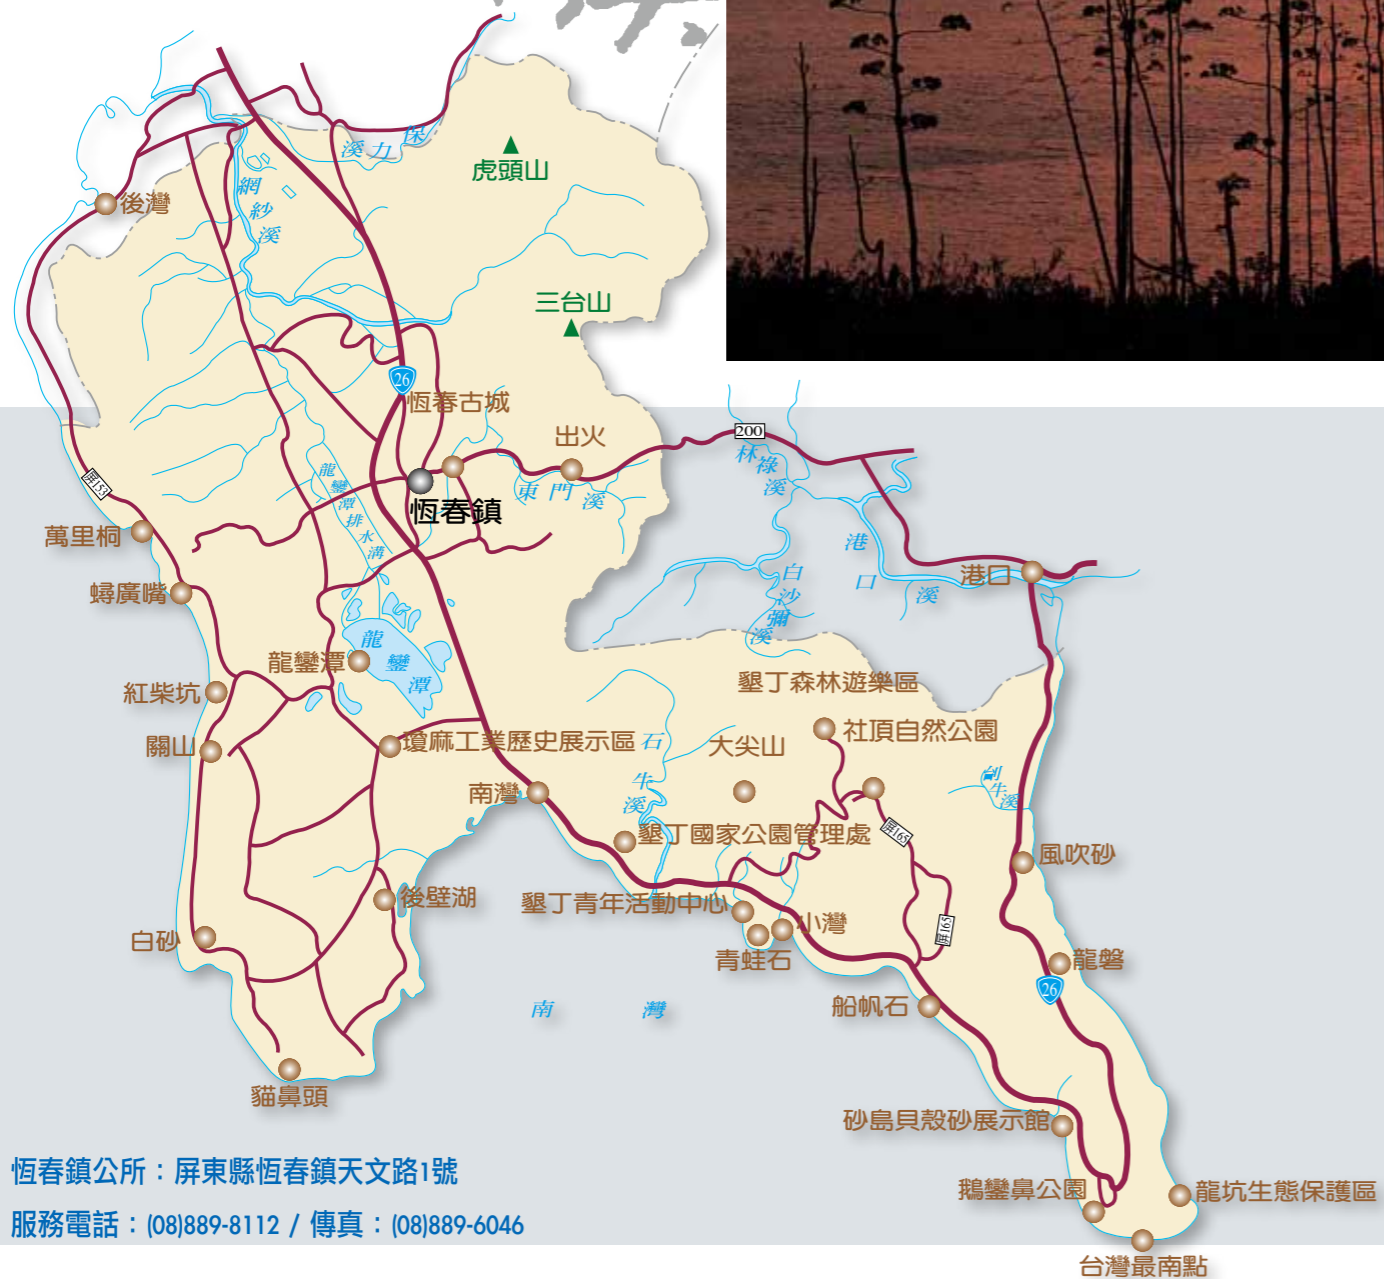 保力溪
虎頭山
後灣
網紗溪
三台山
26
恆春古城
出火
200
林祿溪
屏153
龍鑾潭排水溝
東門溪
恆春鎮
萬里桐
港口溪
白沙彌溪
港口
蟳廣嘴
龍鑾潭
龍鑾潭
紅柴坑
墾丁森林遊樂區
關山
瓊麻工業歷史展示區
石牛溪
大尖山
社頂自然公園
南灣
牛溪
墾丁國家公園管理處
屏165
風吹砂
後壁湖
墾丁青年活動中心
小灣
屏165
白砂
青蛙石
龍磐
26
南灣
船帆石
貓鼻頭
砂島貝殼砂展示館
恆春鎮公所：屏東縣恆春鎮天文路1號
鵝鑾鼻公園
龍坑生態保護區
服務電話：(08)889-8112 / 傳真：(08)889-6046
台灣最南點